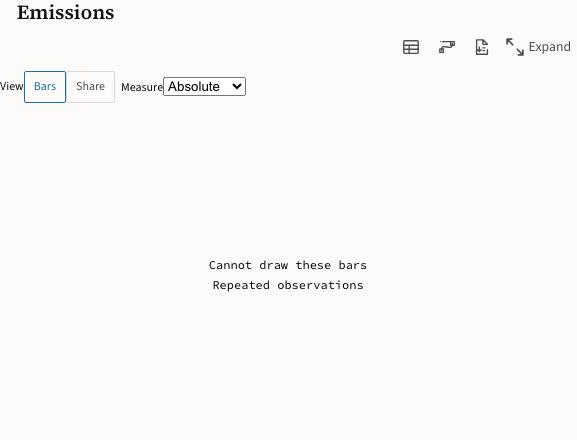 Emissions
Expand
View Bars Share Measure Absolute
Cannot draw these bars
Repeated observations